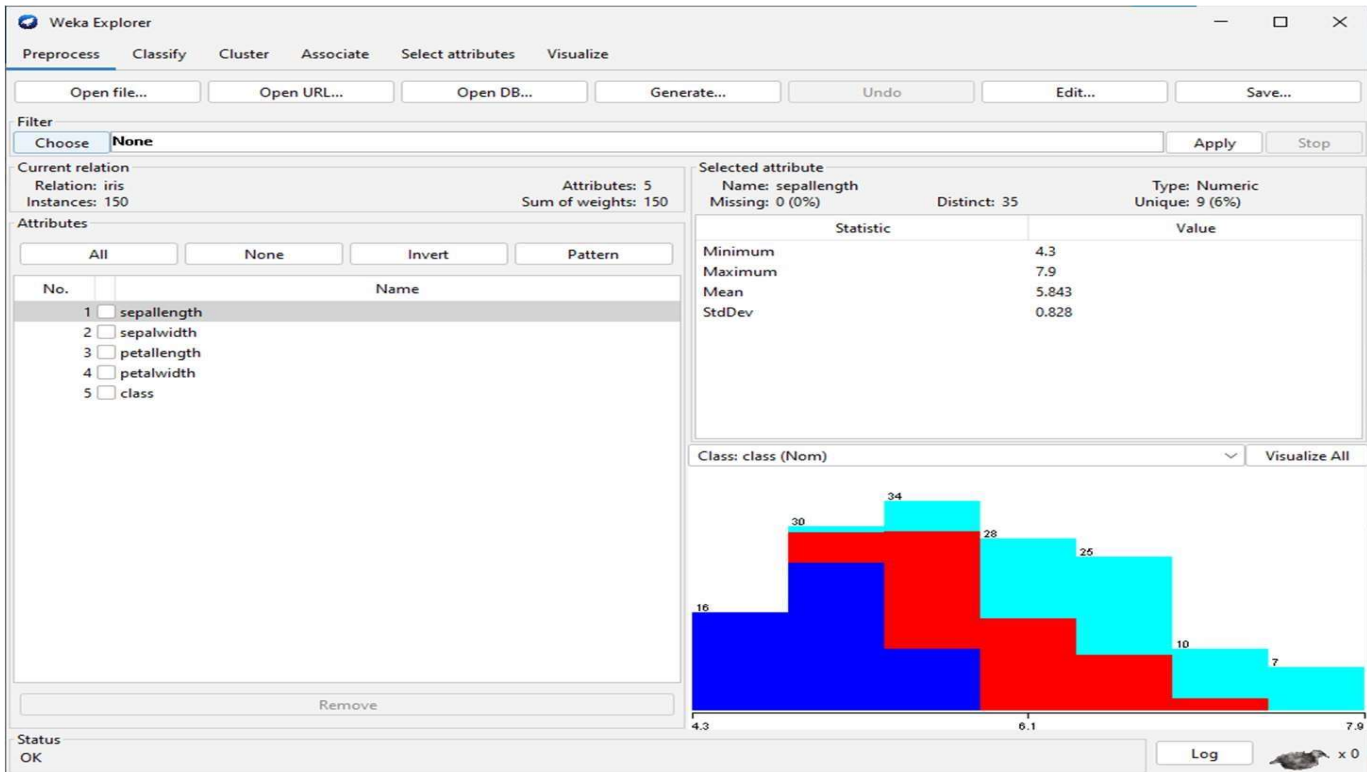 Weka Explorer
Preprocess Classify Cluster Associate Select attributes Visualize
Open file... Open URL... Open DB... Generate... Undo Edit... Save...
Filter
Choose None Apply Stop
Current relation
Relation: iris Attributes: 5
Instances: 150 Sum of weights: 150
Attributes
All None Invert Pattern
No. Name
1 sepallength
2 sepalwidth
3 petallength
4 petalwidth
5 class
Remove
Selected attribute
Name: sepallength Type: Numeric
Missing: 0 (0%) Distinct: 35 Unique: 9 (6%)
Statistic Value
Minimum 4.3
Maximum 7.9
Mean 5.843
StdDev 0.828
Class: class (Nom) Visualize All
34
30
28
25
16
10
7
4.3 6.1 7.9
Status
OK Log x 0